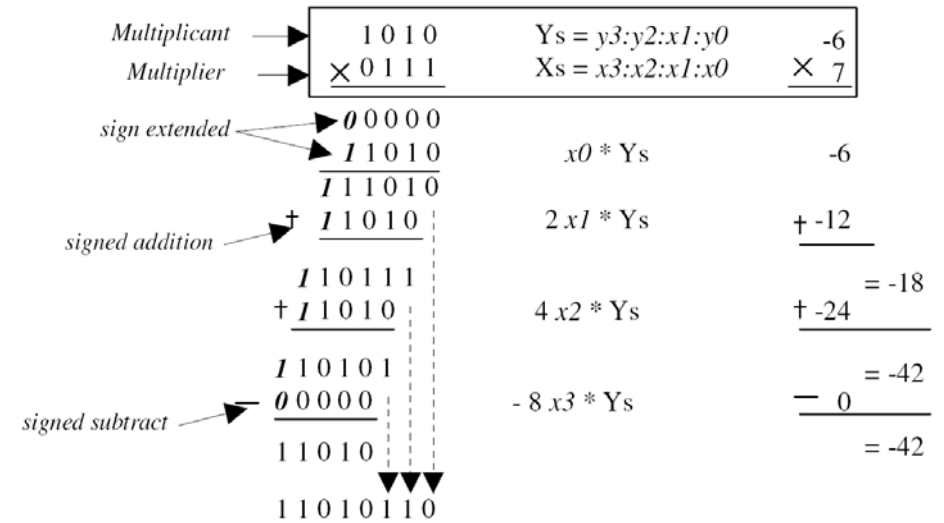 Multiplicant 1 0 1 0 Ys = y3:y2:x1:y0 -6
Multiplier × 0 1 1 1 Xs = x3:x2:x1:x0 × 7
0 0 0 0 0
sign extended
1 1 0 1 0 x0 * Ys -6
1 1 1 0 1 0
+ 1 1 0 1 0 2 x1 * Ys + -12
signed addition
1 1 0 1 1 1 = -18
+ 1 1 0 1 0 4 x2 * Ys + -24
1 1 0 1 0 1 = -42
− 0 0 0 0 0 - 8 x3 * Ys − 0
signed subtract
1 1 0 1 0 = -42
1 1 0 1 0 1 1 0